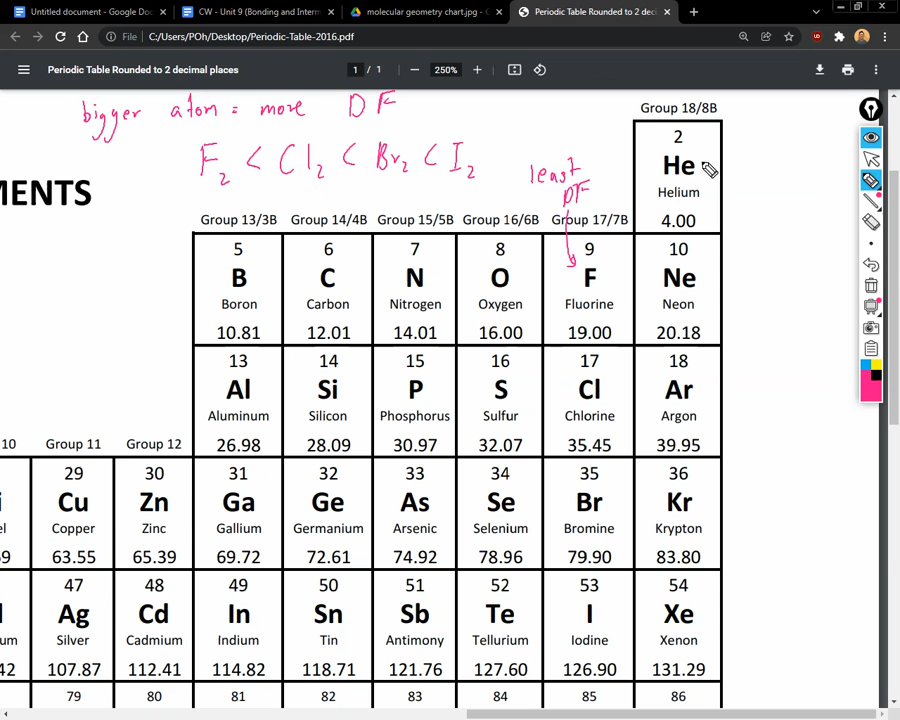 Undocumented document - Google Do
CW - Unit 9 (Bonding and Interm
molecular geometry chart.jpg - G
Periodic Table Rounded to 2 deci
File
C:/Users/POh/Desktop/Periodic-Table-2016.pdf
Periodic Table Rounded to 2 decimal places
1 / 1
250%
bigger atom = more DF
F2 < Cl2 < Br2 < I2
least
DF
MENTS
Group 18/8B
2
He
Helium
4.00
Group 13/3B Group 14/4B Group 15/5B Group 16/6B Group 17/7B
5 6 7 8 9 10
B C N O F Ne
Boron Carbon Nitrogen Oxygen Fluorine Neon
10.81 12.01 14.01 16.00 19.00 20.18
13 14 15 16 17 18
Al Si P S Cl Ar
Aluminum Silicon Phosphorus Sulfur Chlorine Argon
26.98 28.09 30.97 32.07 35.45 39.95
10 Group 11 Group 12
29 30 31 32 33 34 35 36
Cu Zn Ga Ge As Se Br Kr
el Copper Zinc Gallium Germanium Arsenic Selenium Bromine Krypton
69 63.55 65.39 69.72 72.61 74.92 78.96 79.90 83.80
47 48 49 50 51 52 53 54
Ag Cd In Sn Sb Te I Xe
um Silver Cadmium Indium Tin Antimony Tellurium Iodine Xenon
42 107.87 112.41 114.82 118.71 121.76 127.60 126.90 131.29
79 80 81 82 83 84 85 86